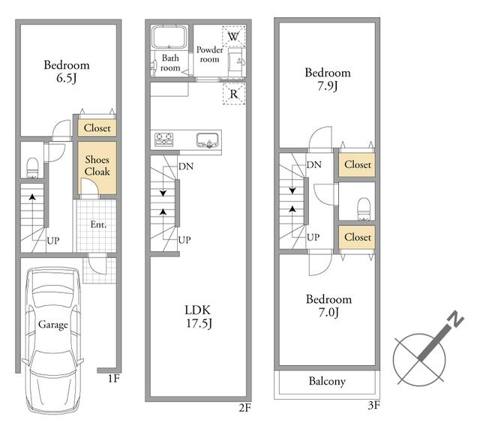 Bedroom
6.5J
Closet
Shoes
Cloak
Ent.
UP
Garage
1F
Bath
room
Powder
room
W
R
DN
UP
LDK
17.5J
2F
Bedroom
7.9J
DN
Closet
UP
Closet
Bedroom
7.0J
Balcony
3F
N